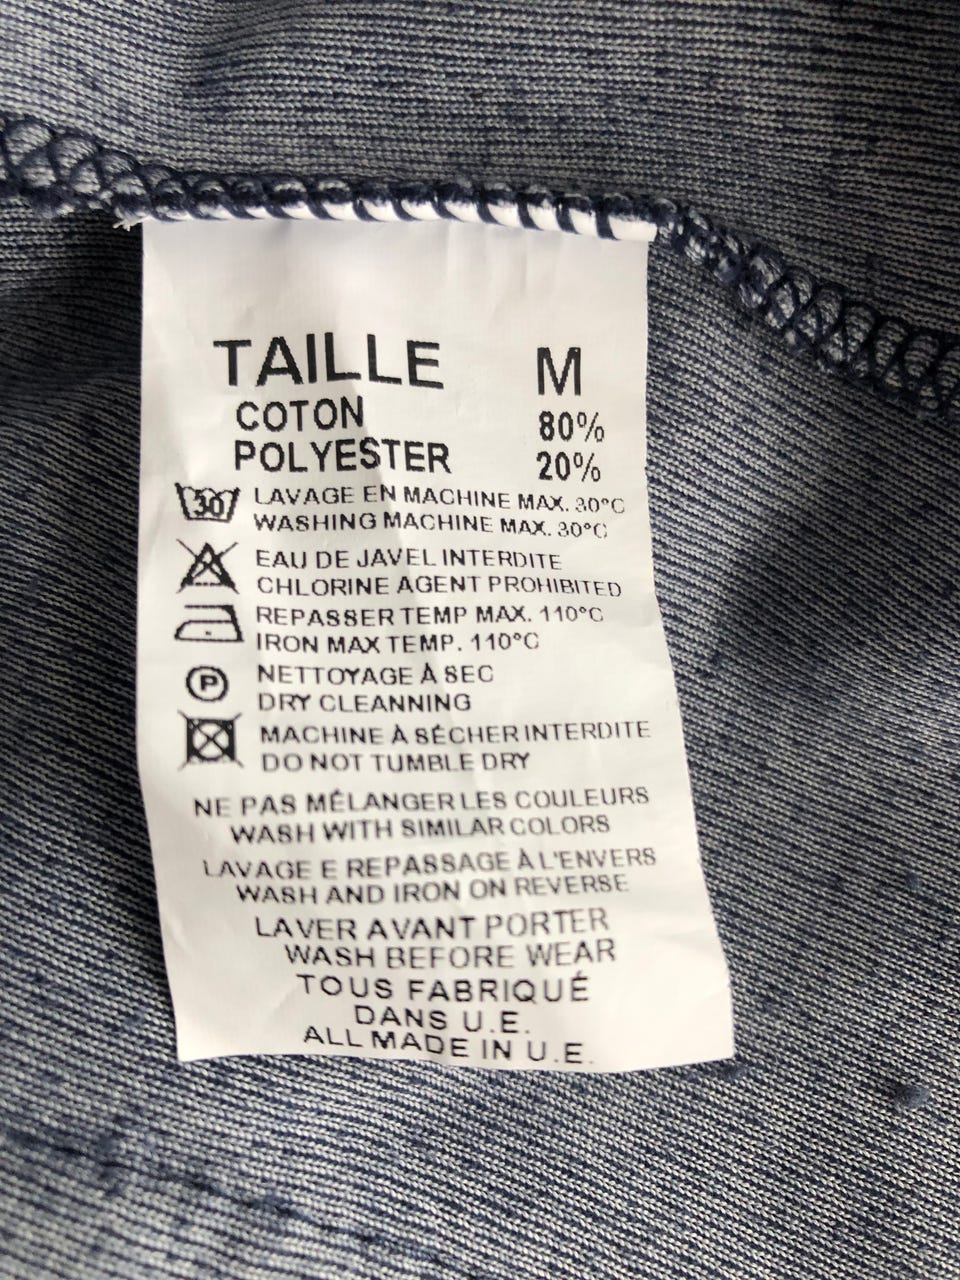 TAILLE M
COTON 80%
POLYESTER 20%
30 LAVAGE EN MACHINE MAX. 30°C
WASHING MACHINE MAX. 30°C
EAU DE JAVEL INTERDITE
CHLORINE AGENT PROHIBITED
REPASSER TEMP MAX. 110°C
IRON MAX TEMP. 110°C
P NETTOYAGE À SEC
DRY CLEANNING
MACHINE À SÉCHER INTERDITE
DO NOT TUMBLE DRY
NE PAS MÉLANGER LES COULEURS
WASH WITH SIMILAR COLORS
LAVAGE E REPASSAGE À L'ENVERS
WASH AND IRON ON REVERSE
LAVER AVANT PORTER
WASH BEFORE WEAR
TOUS FABRIQUÉ
DANS U.E.
ALL MADE IN U.E.